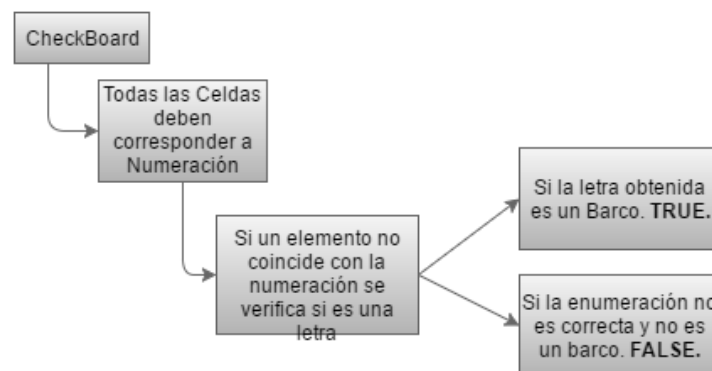 CheckBoard
Todas las Celdas
deben
corresponder a
Numeración
Si un elemento no
coincide con la
numeración se
verifica si es una
letra
Si la letra obtenida
es un Barco. TRUE.
Si la enumeración no
es correcta y no es
un barco. FALSE.